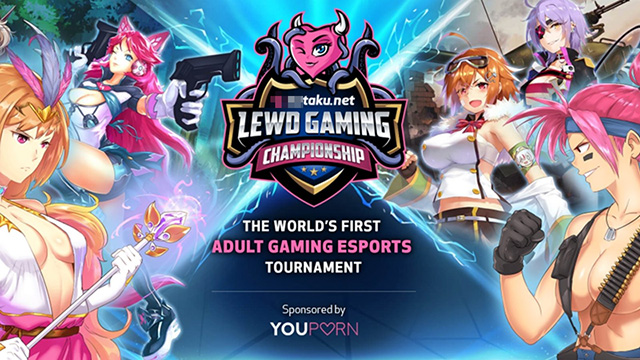 taku.net
LEWD GAMING
CHAMPIONSHIP
THE WORLD'S FIRST
ADULT GAMING ESPORTS
TOURNAMENT
Sponsored by
YOUPORN